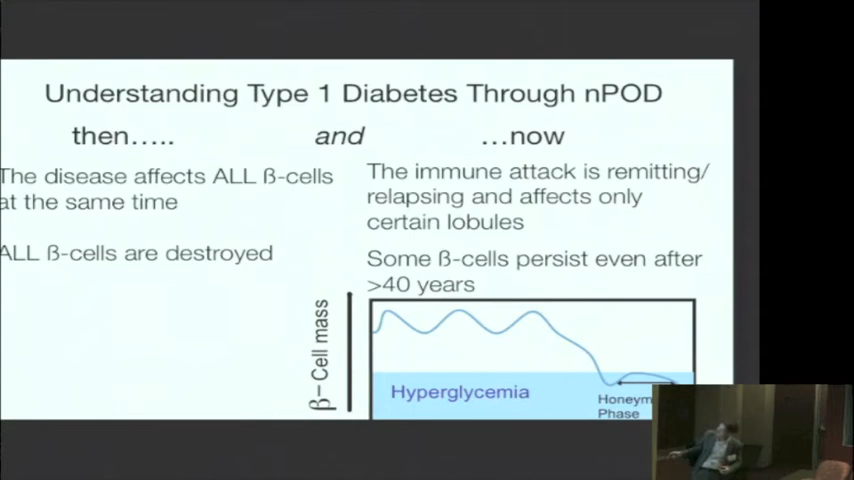 Understanding Type 1 Diabetes Through nPOD
then….. and …now
The disease affects ALL ß-cells
at the same time
ALL ß-cells are destroyed
The immune attack is remitting/
relapsing and affects only
certain lobules
Some ß-cells persist even after
>40 years
β– Cell mass
Hyperglycemia
Honeym
Phase